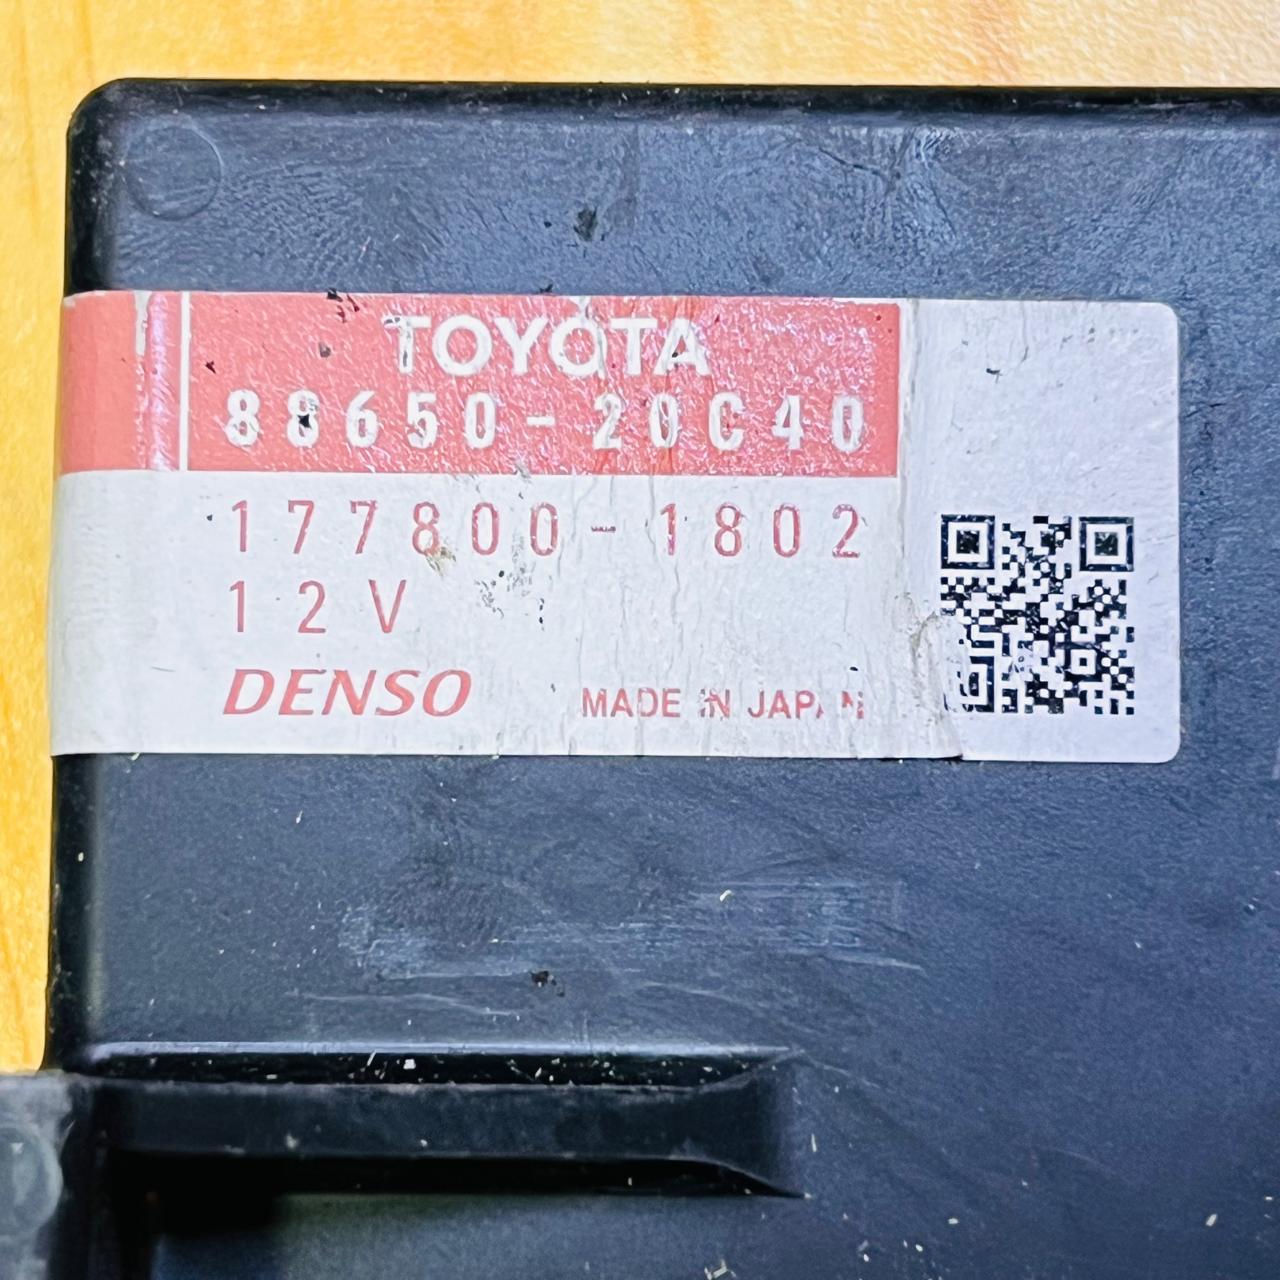 TOYOTA
88650-20C40
177800-1802
12V
DENSO
MADE IN JAPAN